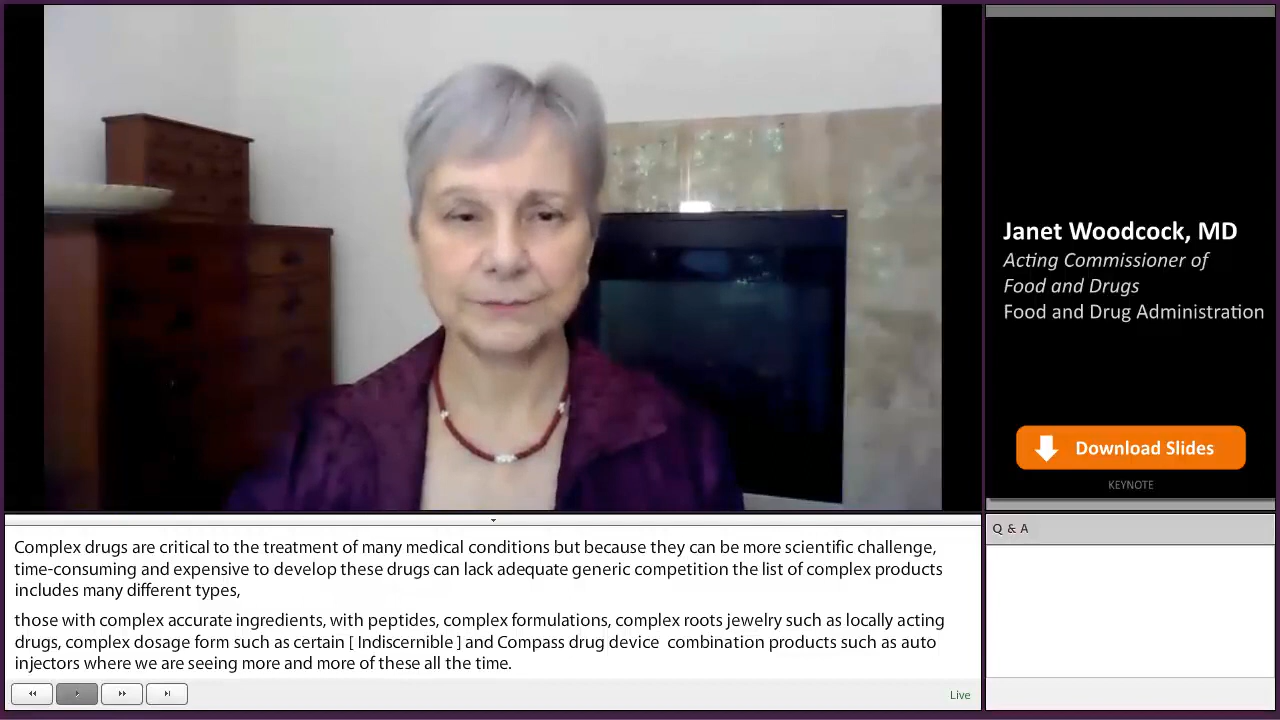 Janet Woodcock, MD
Acting Commissioner of
Food and Drugs
Food and Drug Administration
Download Slides
KEYNOTE
Complex drugs are critical to the treatment of many medical conditions but because they can be more scientific challenge,
time-consuming and expensive to develop these drugs can lack adequate generic competition the list of complex products
includes many different types,
those with complex accurate ingredients, with peptides, complex formulations, complex roots jewelry such as locally acting
drugs, complex dosage form such as certain [ Indiscernible ] and Compass drug device combination products such as auto
injectors where we are seeing more and more of these all the time.
Live
Q & A